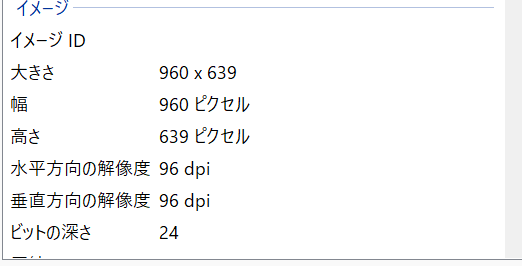 イメージ
イメージ ID
大きさ 960 x 639
幅 960 ピクセル
高さ 639 ピクセル
水平方向の解像度 96 dpi
垂直方向の解像度 96 dpi
ビットの深さ 24